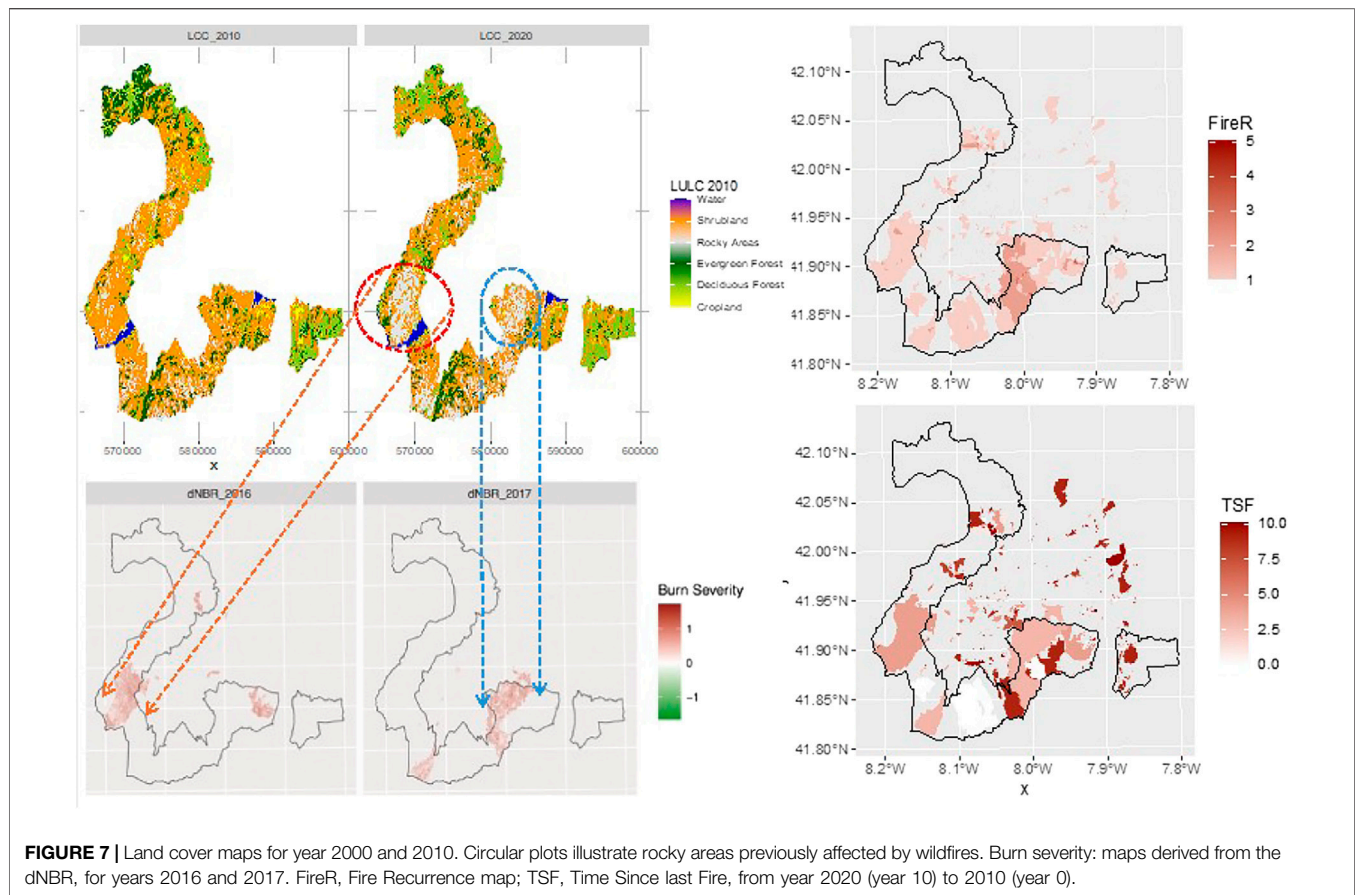 LCC_2010
LCC_2020
LULC 2010
Water
Shrubland
Rocky Areas
Evergreen Forest
Deciduous Forest
Cropland
570000 580000 600000
570000 590000 600000
x
dNBR_2016
dNBR_2017
Burn Severity
1
0
−1
42.10°N
42.05°N
42.00°N
41.95°N
41.90°N
41.85°N
41.80°N
8.2°W 8.1°W 8.0°W 7.9°W 7.8°W
FireR
5
4
3
2
1
42.10°N
42.05°N
42.00°N
41.95°N
41.90°N
41.85°N
41.80°N
8.2°W 8.1°W 8.0°W 7.9°W 7.8°W
x
TSF
10.0
7.5
5.0
2.5
0.0
FIGURE 7 | Land cover maps for year 2000 and 2010. Circular plots illustrate rocky areas previously affected by wildfires. Burn severity: maps derived from the
dNBR, for years 2016 and 2017. FireR, Fire Recurrence map; TSF, Time Since last Fire, from year 2020 (year 10) to 2010 (year 0).